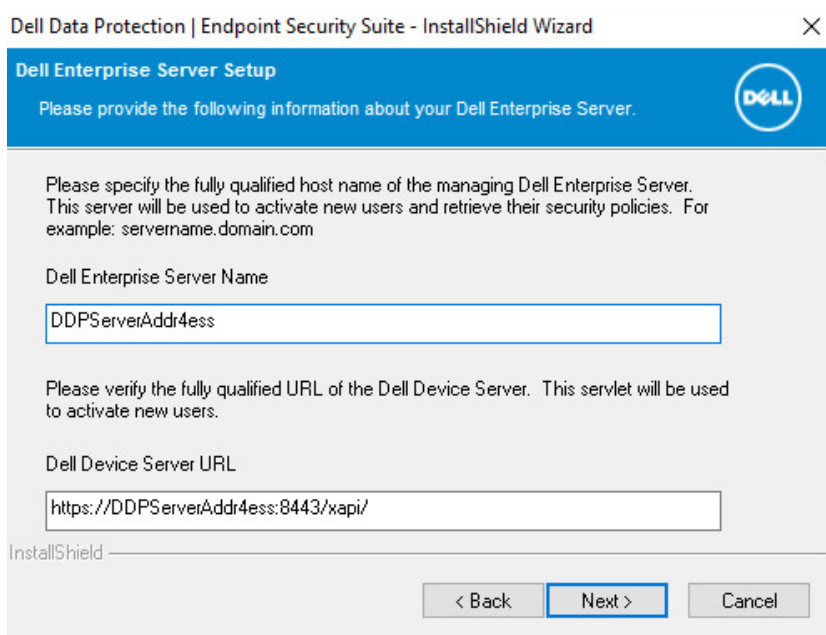 Dell Data Protection | Endpoint Security Suite - InstallShield Wizard
Dell Enterprise Server Setup
Please provide the following information about your Dell Enterprise Server.
DELL
Please specify the fully qualified host name of the managing Dell Enterprise Server.
This server will be used to activate new users and retrieve their security policies. For
example: servername.domain.com
Dell Enterprise Server Name
DDPServerAddr4ess
Please verify the fully qualified URL of the Dell Device Server. This servlet will be used
to activate new users.
Dell Device Server URL
https://DDPServerAddr4ess:8443/xapi/
InstallShield
< Back
Next >
Cancel